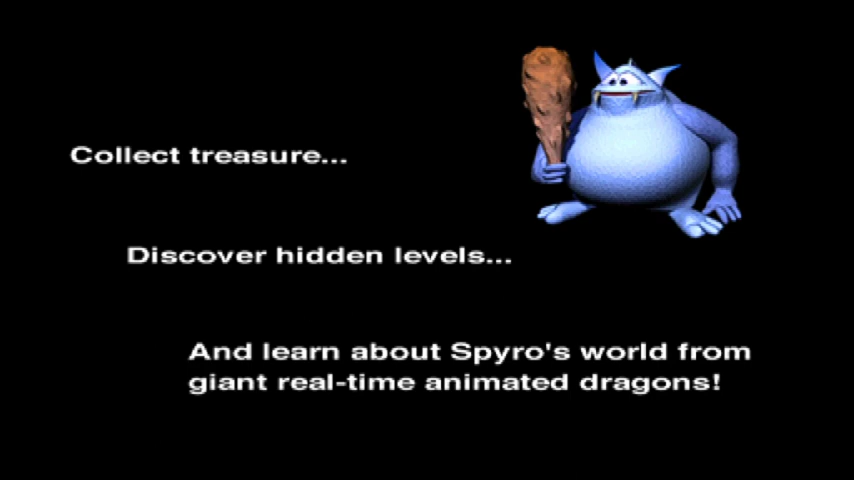 Collect treasure...
Discover hidden levels...
And learn about Spyro's world from
giant real-time animated dragons!